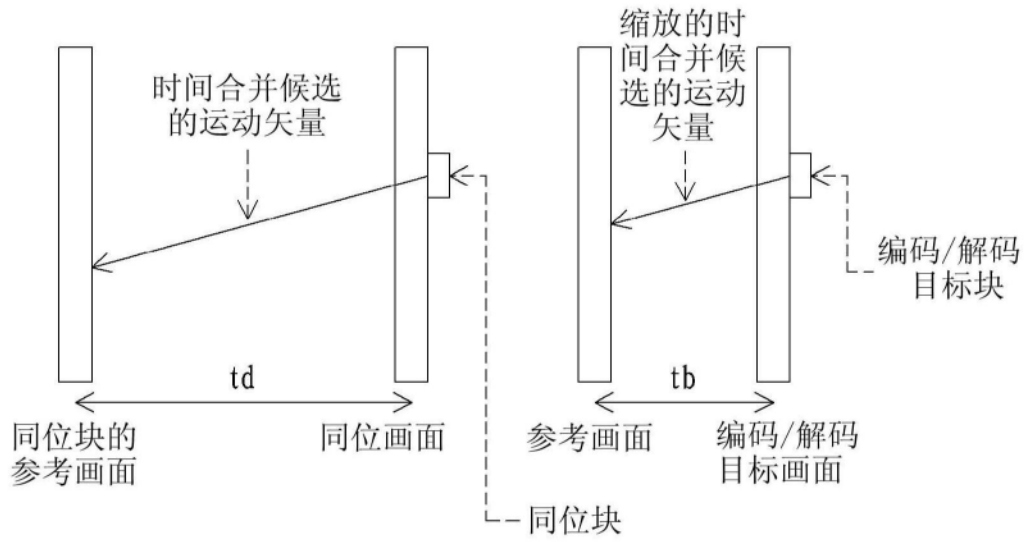 时间合并候选
的运动矢量
缩放的时
间合并候
选的运动
矢量
编码/解码
目标块
td
tb
同位块的
参考画面
同位画面
参考画面
编码/解码
目标画面
同位块